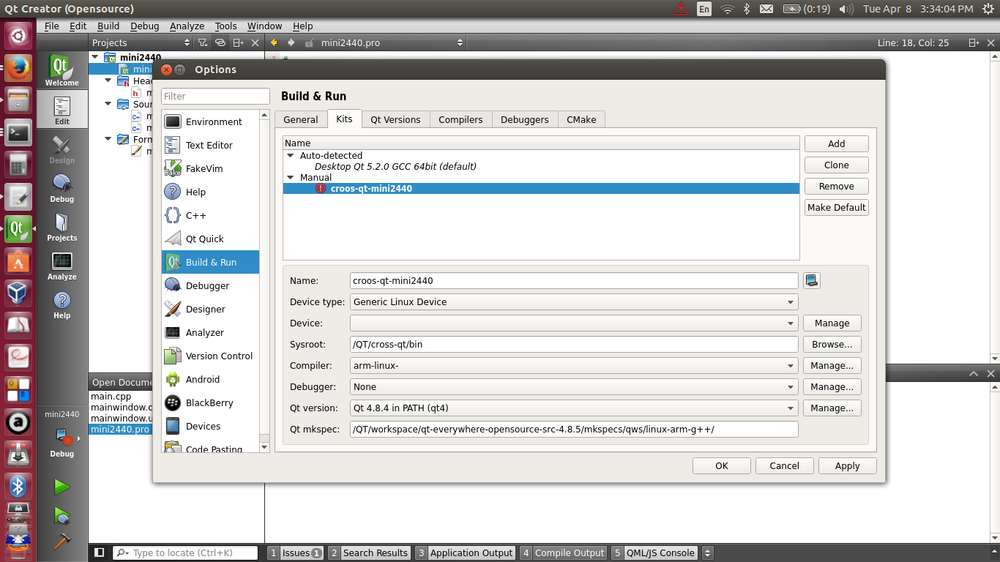 Qt Creator (Opensource)
En
(0:19)
Tue Apr 8 3:34:04 PM
File Edit Build Debug Analyze Tools Window Help
Projects
mini2440.pro
Line: 18, Col: 25
Welcome
Edit
Design
Debug
Projects
Analyze
Help
mini2440
Debug
mini2440
mini
Head
m
Sour
m
m
Form
m
#
Open Docume
main.cpp
mainwindow.c
mainwindow.u
mini2440.pro
Options
Filter
Environment
Text Editor
FakeVim
Help
C++
Qt Quick
Build & Run
Debugger
Designer
Analyzer
Version Control
Android
BlackBerry
Devices
Code Pasting
Build & Run
General Kits Qt Versions Compilers Debuggers CMake
Name
Auto-detected
Desktop Qt 5.2.0 GCC 64bit (default)
Manual
croos-qt-mini2440
Add
Clone
Remove
Make Default
Name: croos-qt-mini2440
Device type: Generic Linux Device
Device: Manage
Sysroot: /QT/cross-qt/bin Browse...
Compiler: arm-linux- Manage...
Debugger: None Manage...
Qt version: Qt 4.8.4 in PATH (qt4) Manage...
Qt mkspec: /QT/workspace/qt-everywhere-opensource-src-4.8.5/mkspecs/qws/linux-arm-g++/
OK Cancel Apply
Type to locate (Ctrl+K)
1 Issues 1 2 Search Results 3 Application Output 4 Compile Output 5 QML/JS Console